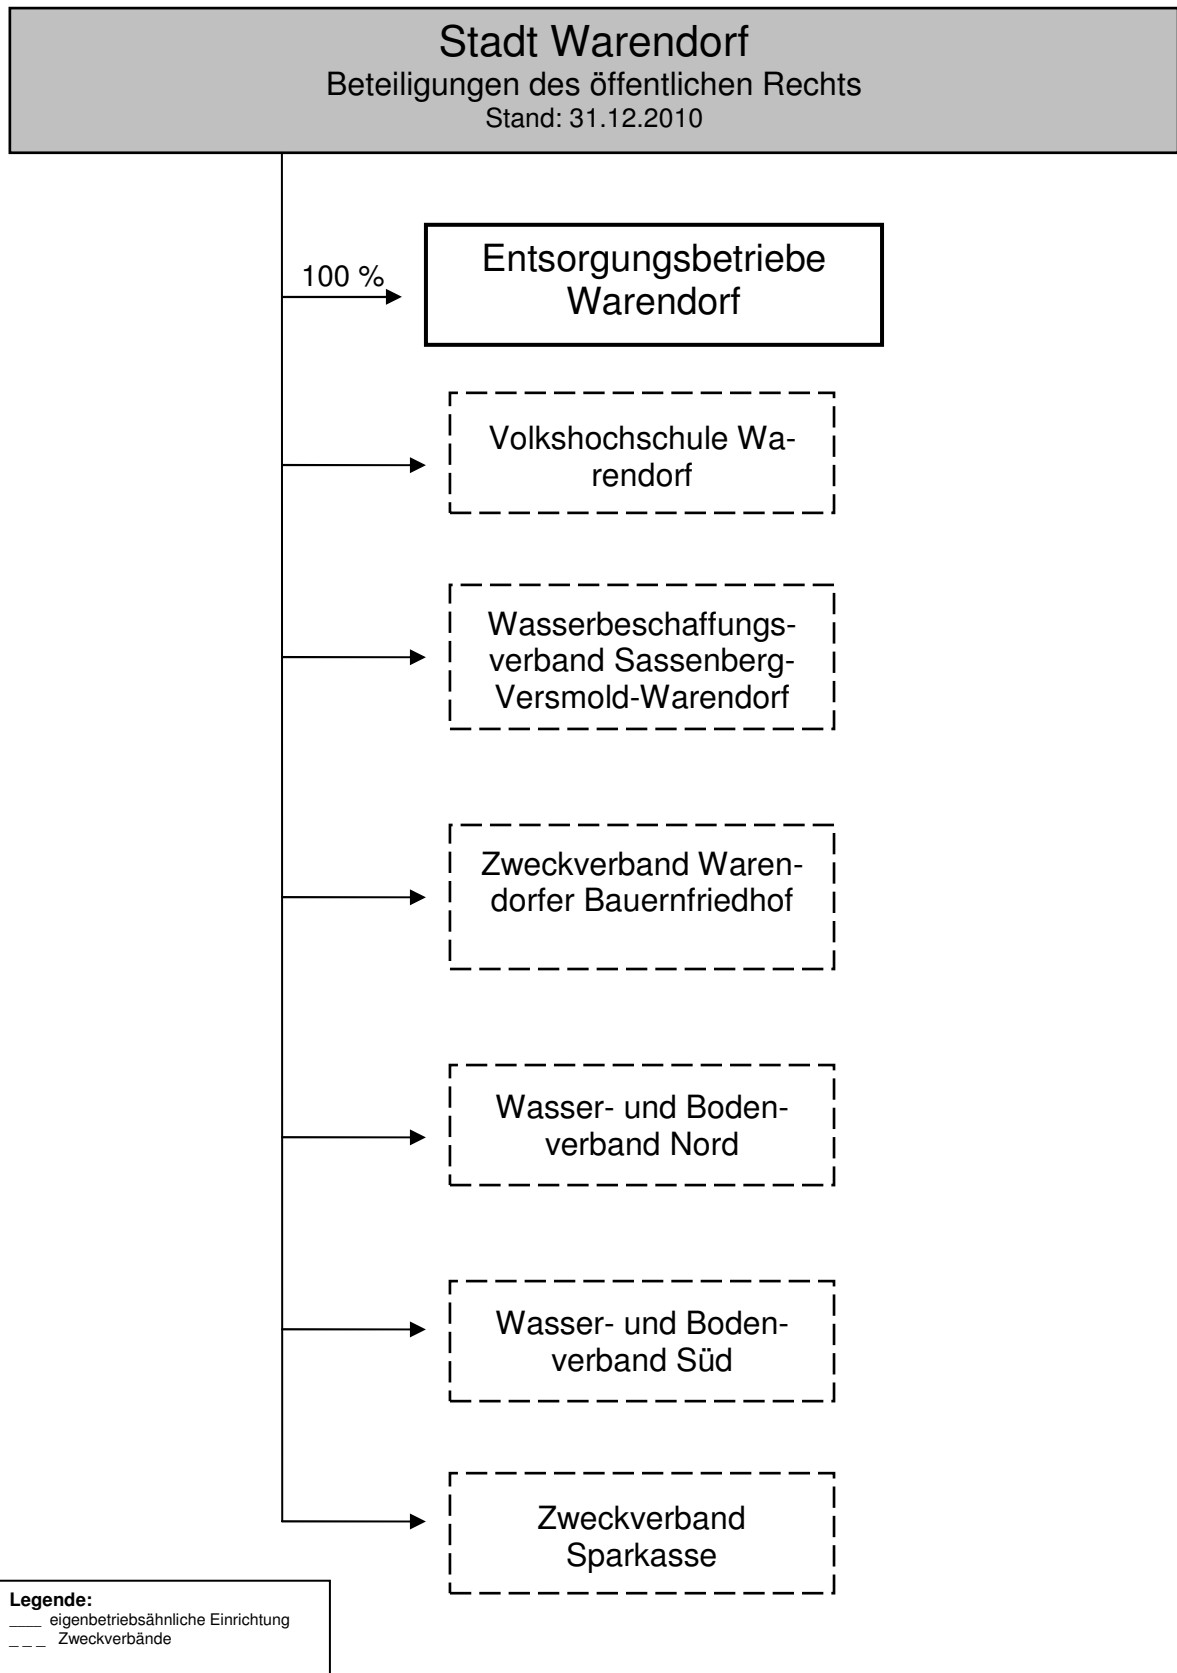 Stadt Warendorf
Beteiligungen des öffentlichen Rechts
Stand: 31.12.2010
100 %
Entsorgungsbetriebe
Warendorf
Volkshochschule Wa-
rendorf
Wasserbeschaffungs-
verband Sassenberg-
Versmold-Warendorf
Zweckverband Waren-
dorfer Bauernfriedhof
Wasser- und Boden-
verband Nord
Wasser- und Boden-
verband Süd
Zweckverband
Sparkasse
Legende:
___ eigenbetriebsähnliche Einrichtung
_ _ _ Zweckverbände